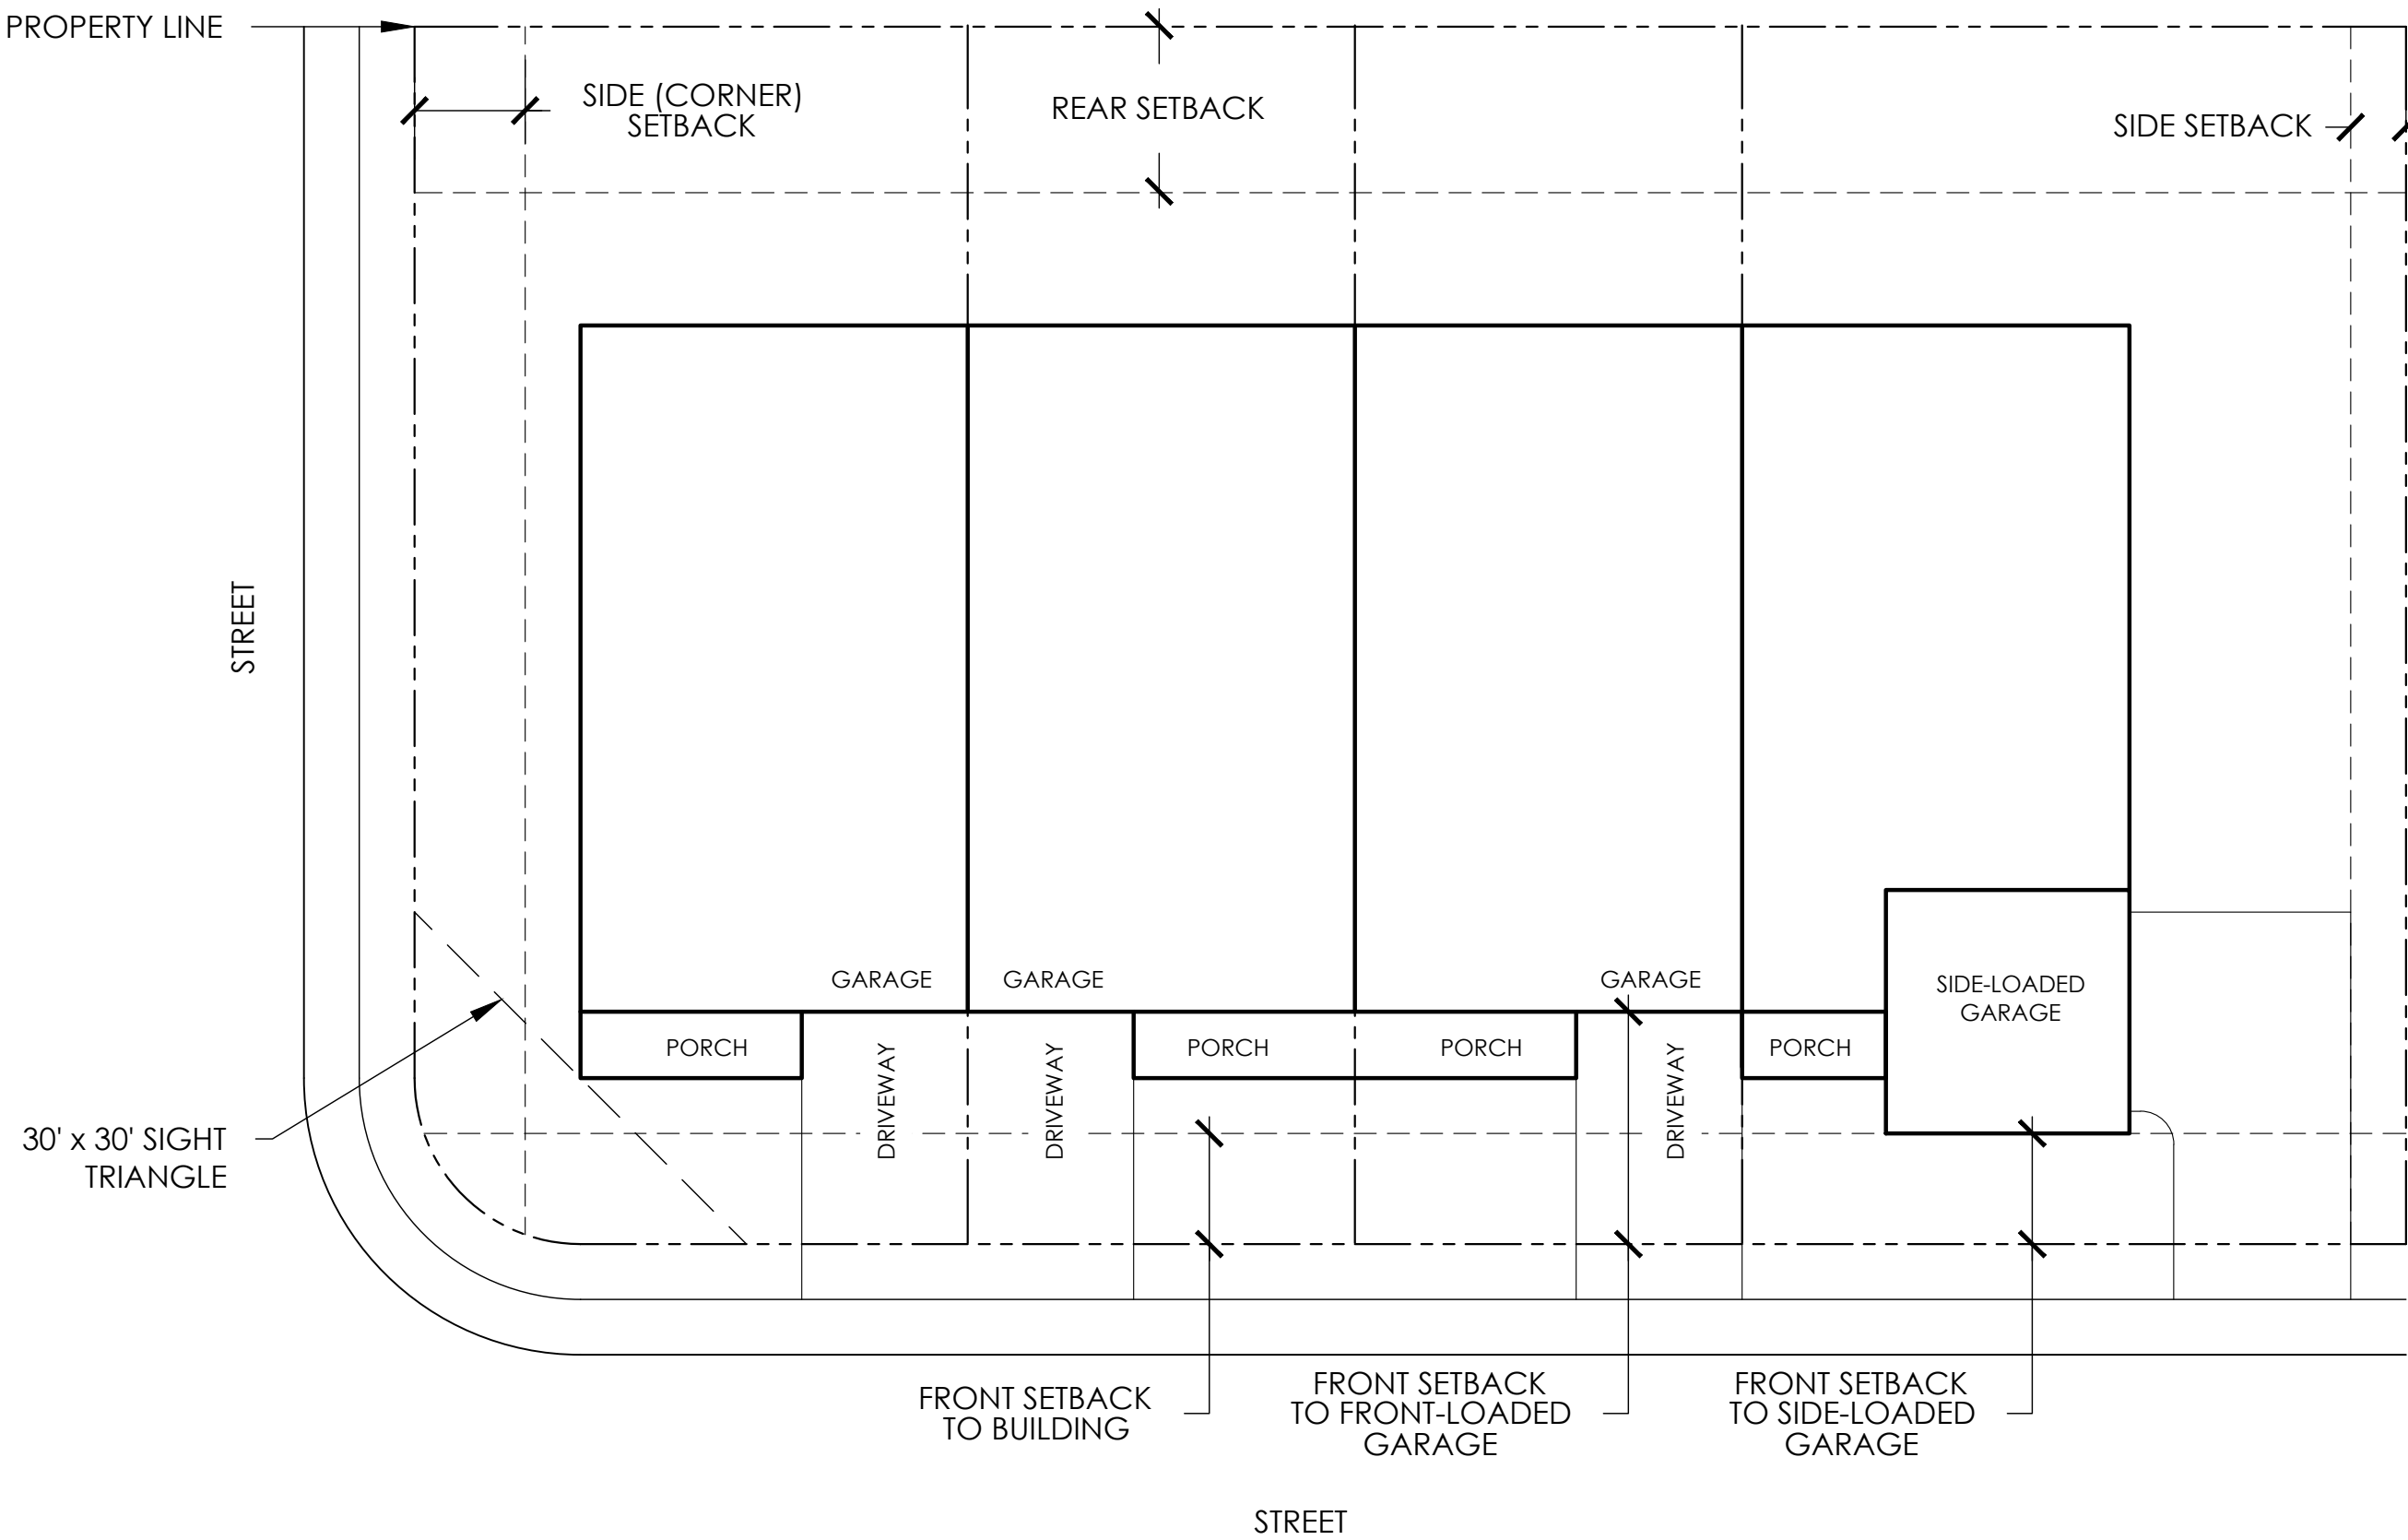 PROPERTY LINE
SIDE (CORNER)
SETBACK
REAR SETBACK
SIDE SETBACK
STREET
GARAGE
GARAGE
GARAGE
SIDE-LOADED
GARAGE
PORCH
DRIVEWAY
DRIVEWAY
PORCH
PORCH
DRIVEWAY
PORCH
30' x 30' SIGHT
TRIANGLE
FRONT SETBACK
TO BUILDING
FRONT SETBACK
TO FRONT-LOADED
GARAGE
FRONT SETBACK
TO SIDE-LOADED
GARAGE
STREET